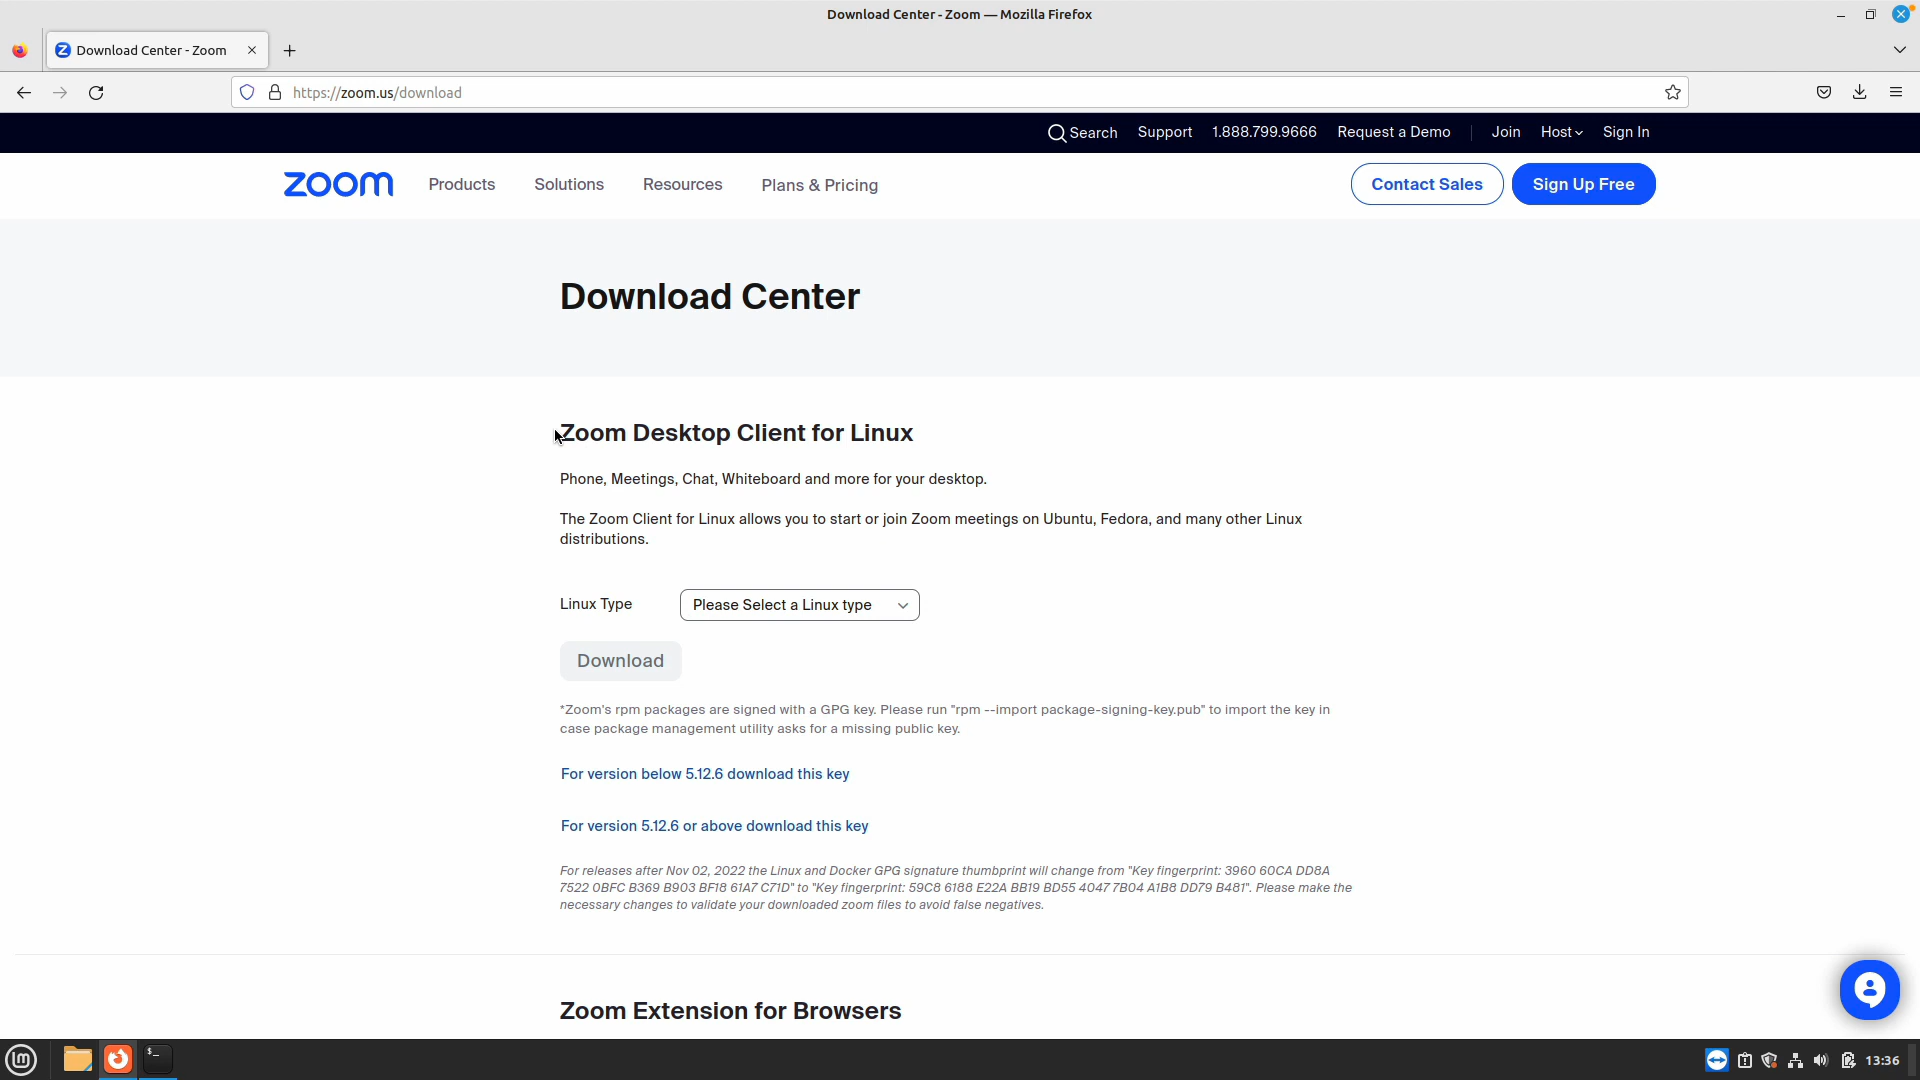 Download Center - Zoom — Mozilla Firefox
Download Center - Zoom
https://zoom.us/download
Search Support 1.888.799.9666 Request a Demo Join Host Sign In
zoom Products Solutions Resources Plans & Pricing Contact Sales Sign Up Free
Download Center
Zoom Desktop Client for Linux
Phone, Meetings, Chat, Whiteboard and more for your desktop.
The Zoom Client for Linux allows you to start or join Zoom meetings on Ubuntu, Fedora, and many other Linux
distributions.
Linux Type Please Select a Linux type
Download
*Zoom's rpm packages are signed with a GPG key. Please run "rpm --import package-signing-key.pub" to import the key in
case package management utility asks for a missing public key.
For version below 5.12.6 download this key
For version 5.12.6 or above download this key
For releases after Nov 02, 2022 the Linux and Docker GPG signature thumbprint will change from "Key fingerprint: 3960 60CA DD8A
7522 0BFC B369 B903 BF18 61A7 C71D" to "Key fingerprint: 59C8 6188 E22A BB19 BD55 4047 7B04 A1B8 DD79 B481". Please make the
necessary changes to validate your downloaded zoom files to avoid false negatives.
Zoom Extension for Browsers
13:36